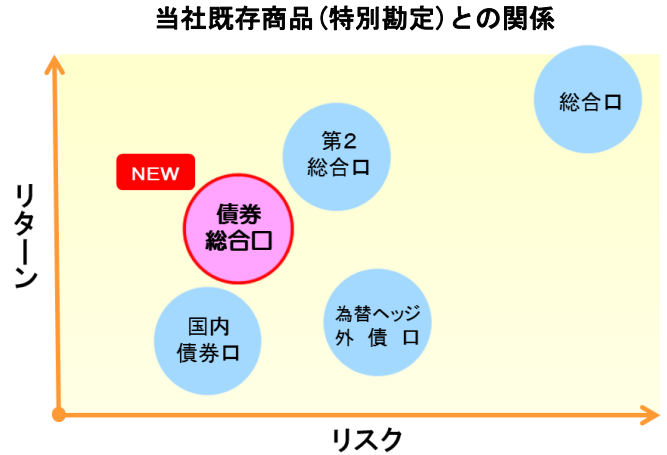 当社既存商品（特別勘定）との関係
総合口
第２
総合口
NEW
債券
総合口
国内
債券口
為替ヘッジ
外 債 口
リターン
リスク